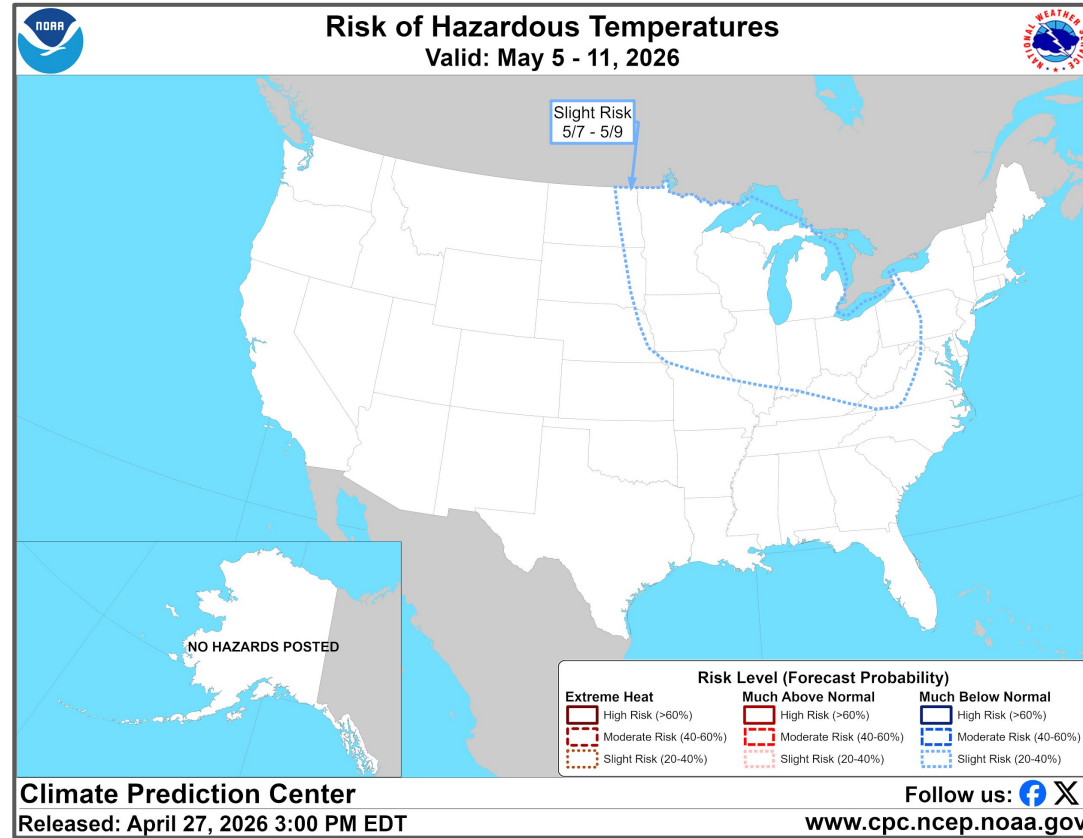 NOAA
Risk of Hazardous Temperatures
Valid: May 5 - 11, 2026
NATIONAL WEATHER SERVICE
Slight Risk
5/7 - 5/9
NO HAZARDS POSTED
Risk Level (Forecast Probability)
Extreme Heat
High Risk (>60%)
Moderate Risk (40-60%)
Slight Risk (20-40%)
Much Above Normal
High Risk (>60%)
Moderate Risk (40-60%)
Slight Risk (20-40%)
Much Below Normal
High Risk (>60%)
Moderate Risk (40-60%)
Slight Risk (20-40%)
Climate Prediction Center
Follow us:
Released: April 27, 2026 3:00 PM EDT
www.cpc.ncep.noaa.gov